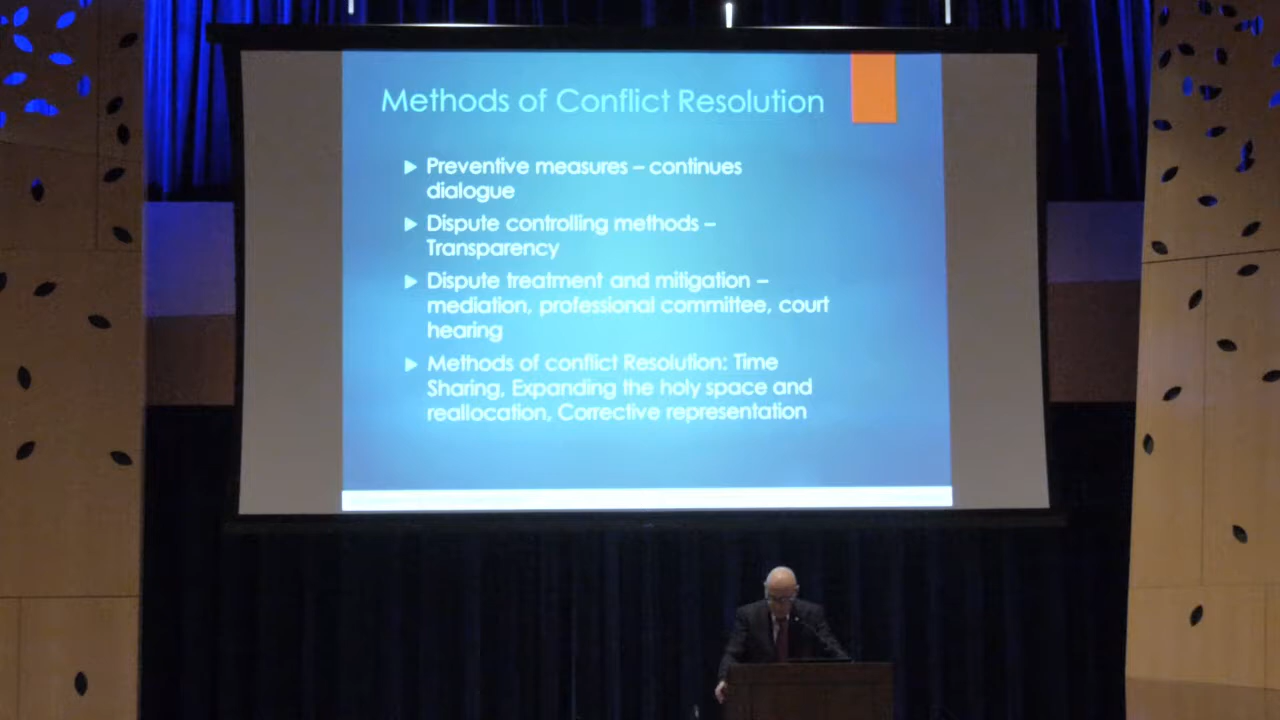 Methods of Conflict Resolution
Preventive measures – continues
dialogue
Dispute controlling methods –
Transparency
Dispute treatment and mitigation –
mediation, professional committee, court
hearing
Methods of conflict Resolution: Time
Sharing, Expanding the holy space and
reallocation, Corrective representation